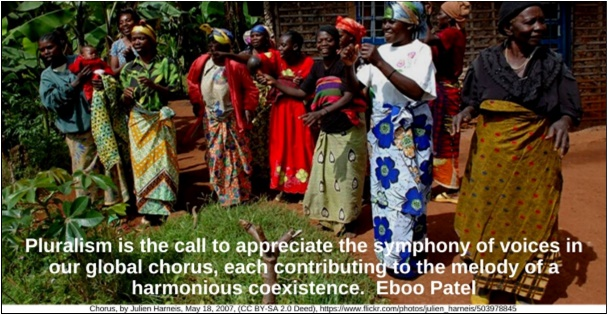 Pluralism is the call to appreciate the symphony of voices in
our global chorus, each contributing to the melody of a
harmonious coexistence.  Eboo Patel
Chorus, by Julien Harneis, May 18, 2007, (CC BY-SA 2.0 Deed), https://www.flickr.com/photos/julien_harneis/503978845